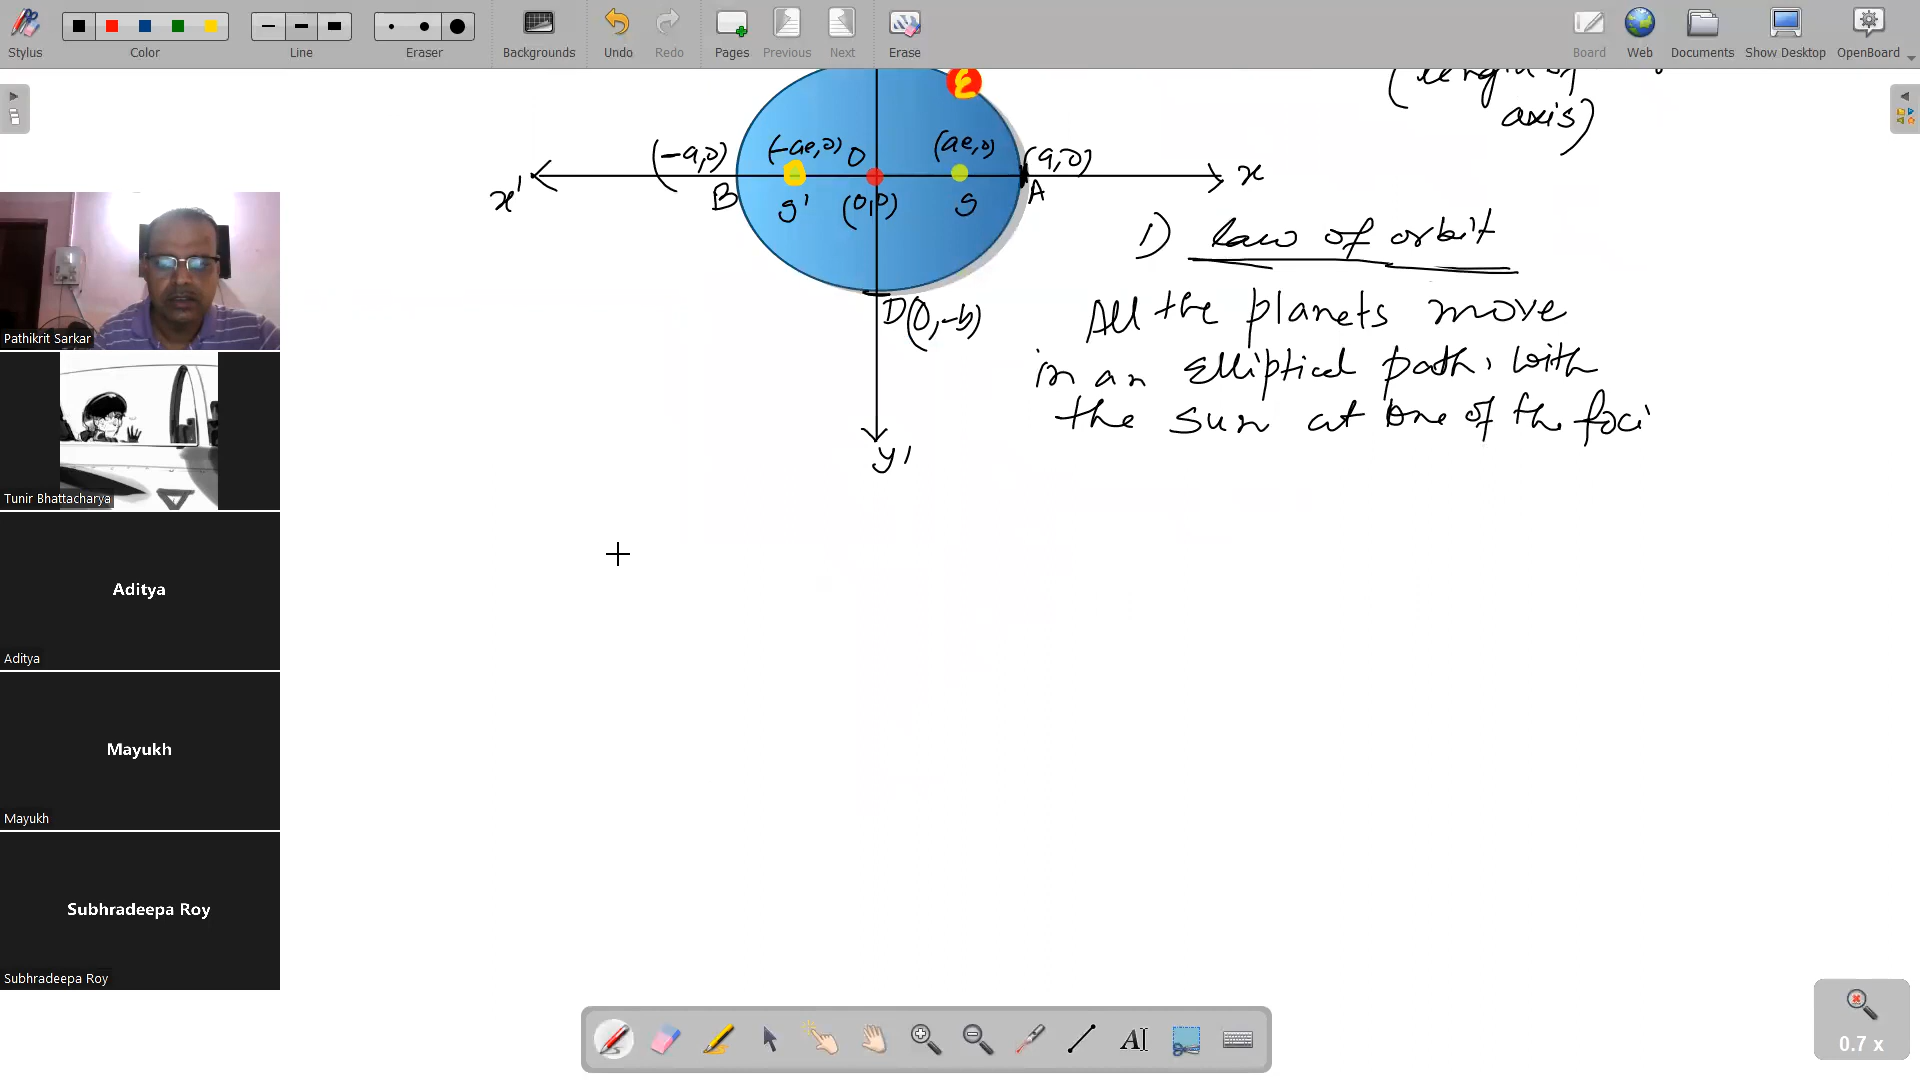 Stylus
Color
Line
Eraser
Backgrounds
Undo
Redo
Pages
Previous
Next
Erase
Board
Web
Documents
Show Desktop
OpenBoard
(length of
axis)
E
(-a,0)
(-ae,0)
O
(ae,0)
(a,0)
x'
B
S'
(0,0)
S
A
x
D(0,-b)
y'
1) law of orbit
All the planets move
in an elliptical path, with
the sun at one of the foci
Pathikrit Sarkar
Tunir Bhattacharya
Aditya
Aditya
Mayukh
Mayukh
Subhradeepa Roy
Subhradeepa Roy
0.7 x